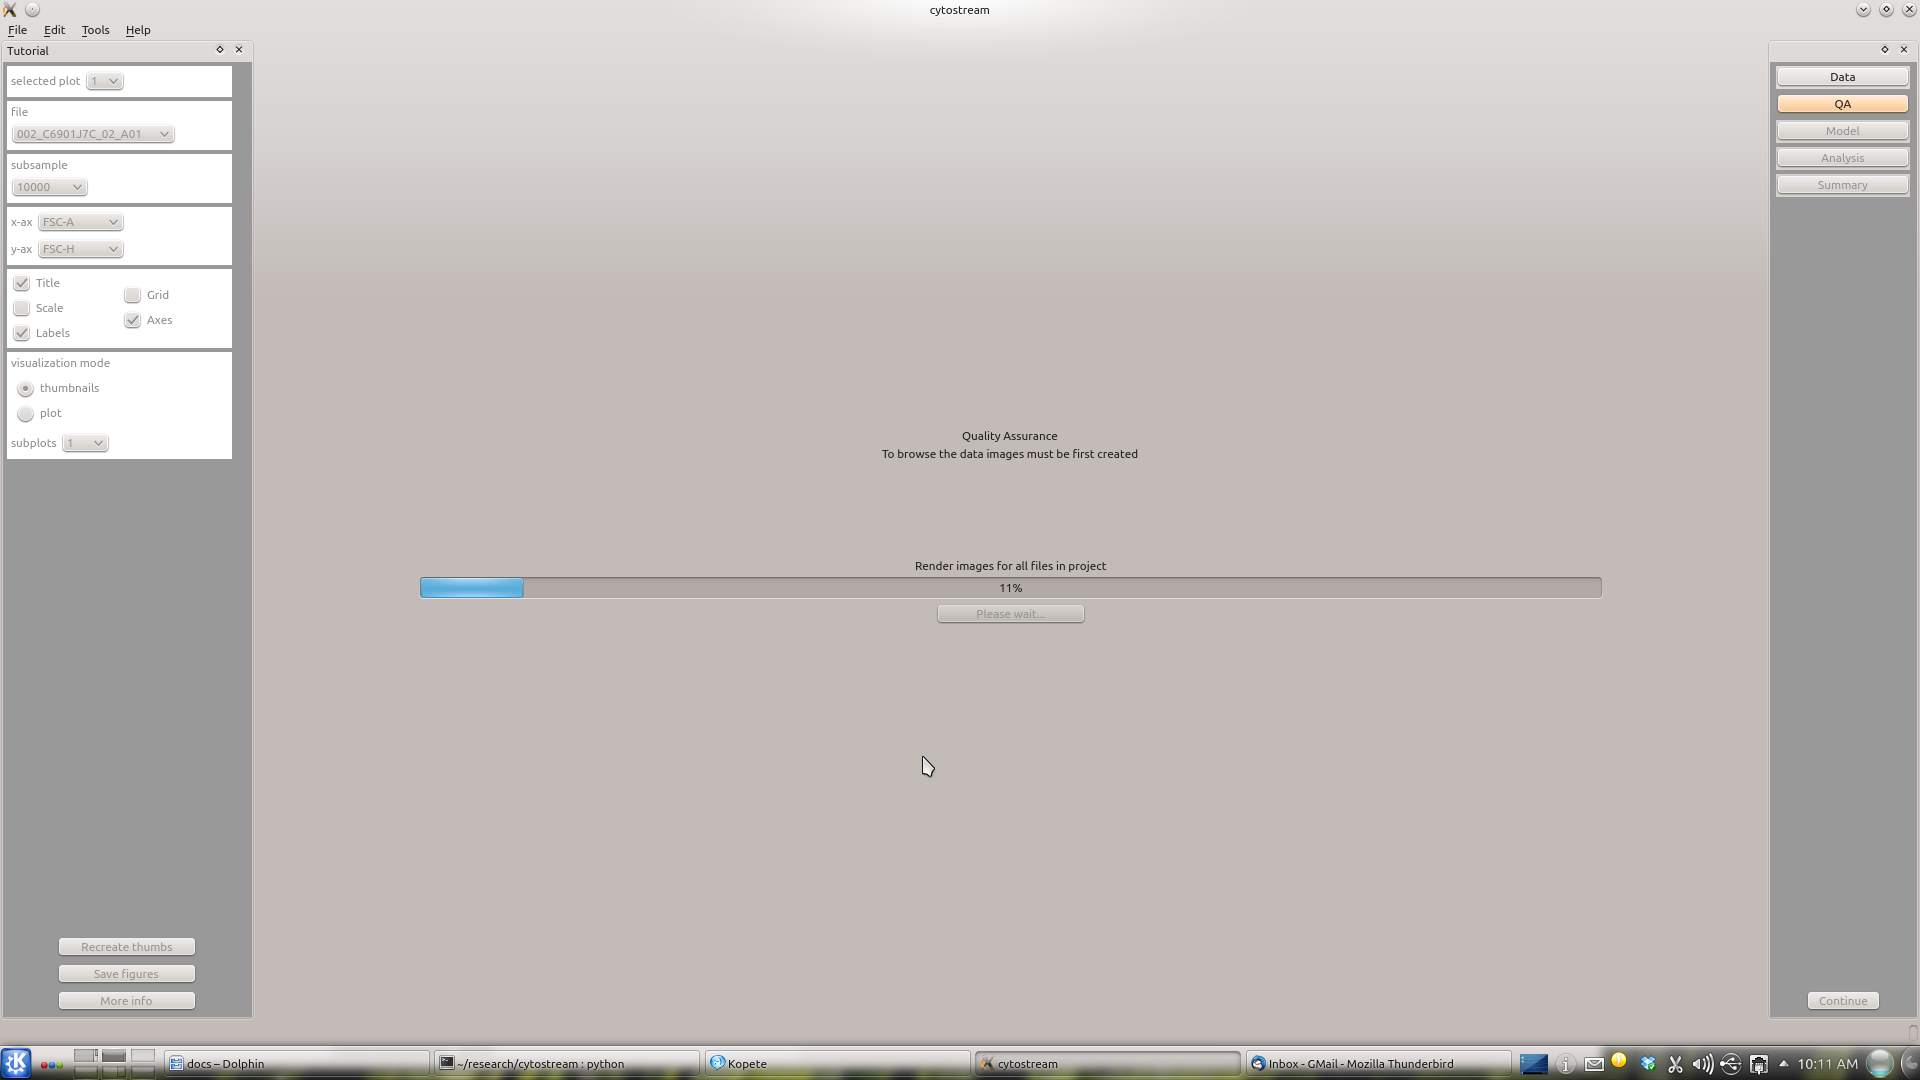 cytostream
File Edit Tools Help
Tutorial
selected plot 1
file
002_C6901J7C_02_A01
subsample
10000
x-ax FSC-A
y-ax FSC-H
Title
Grid
Scale
Axes
Labels
visualization mode
thumbnails
plot
subplots 1
Recreate thumbs
Save figures
More info
Quality Assurance
To browse the data images must be first created
Render images for all files in project
11%
Please wait...
Data
QA
Model
Analysis
Summary
Continue
docs – Dolphin
~/research/cytostream : python
Kopete
cytostream
Inbox - GMail - Mozilla Thunderbird
10:11 AM